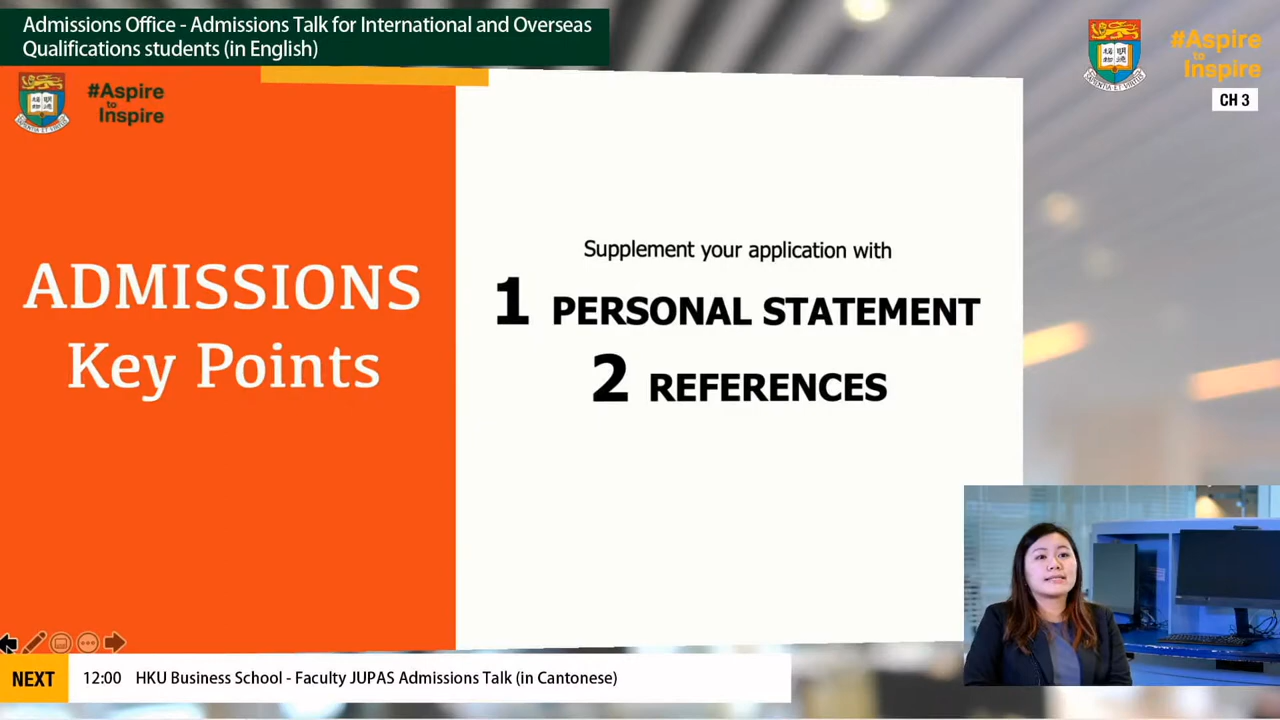 Admissions Office - Admissions Talk for International and Overseas
Qualifications students (in English)
#Aspire
to
Inspire
#Aspire
to
Inspire
CH 3
ADMISSIONS
Key Points
Supplement your application with
1 PERSONAL STATEMENT
2 REFERENCES
NEXT
12:00 HKU Business School - Faculty JUPAS Admissions Talk (in Cantonese)